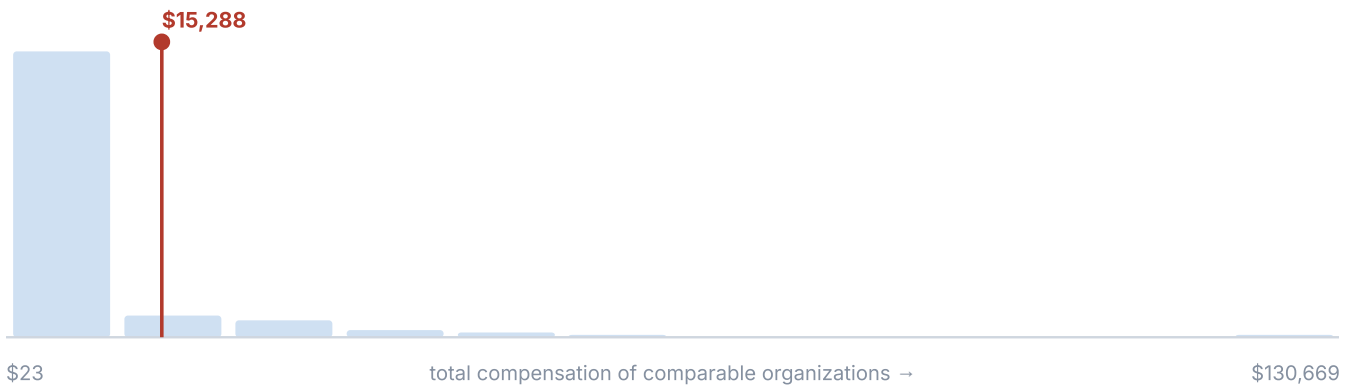 $15,288
$23
total compensation of comparable organizations →
$130,669